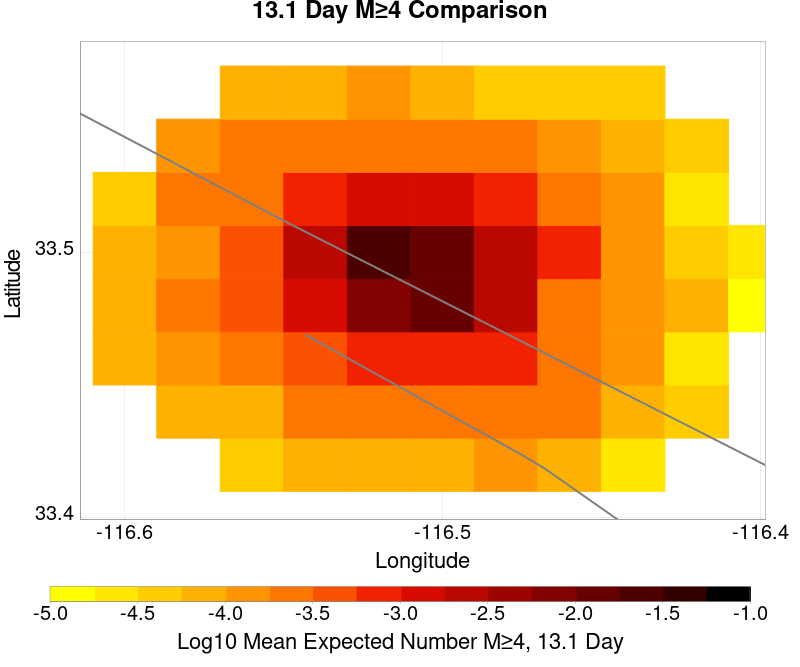 13.1 Day M≥4 Comparison
Latitude
33.5
33.4
-116.6 -116.5 -116.4
Longitude
-5.0 -4.5 -4.0 -3.5 -3.0 -2.5 -2.0 -1.5 -1.0
Log10 Mean Expected Number M≥4, 13.1 Day